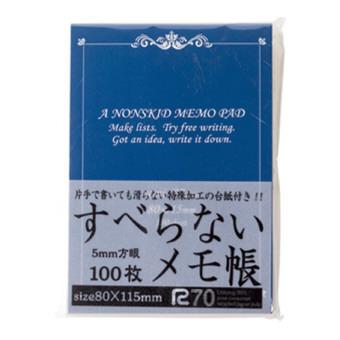 A NONSKID MEMO PAD
Make lists. Try free writing.
Got an idea, write it down.
片手で書いても滑らない特殊加工の台紙付き!!
すべらない
5mm方眼
100枚
メモ帳
size80X115mm
R70